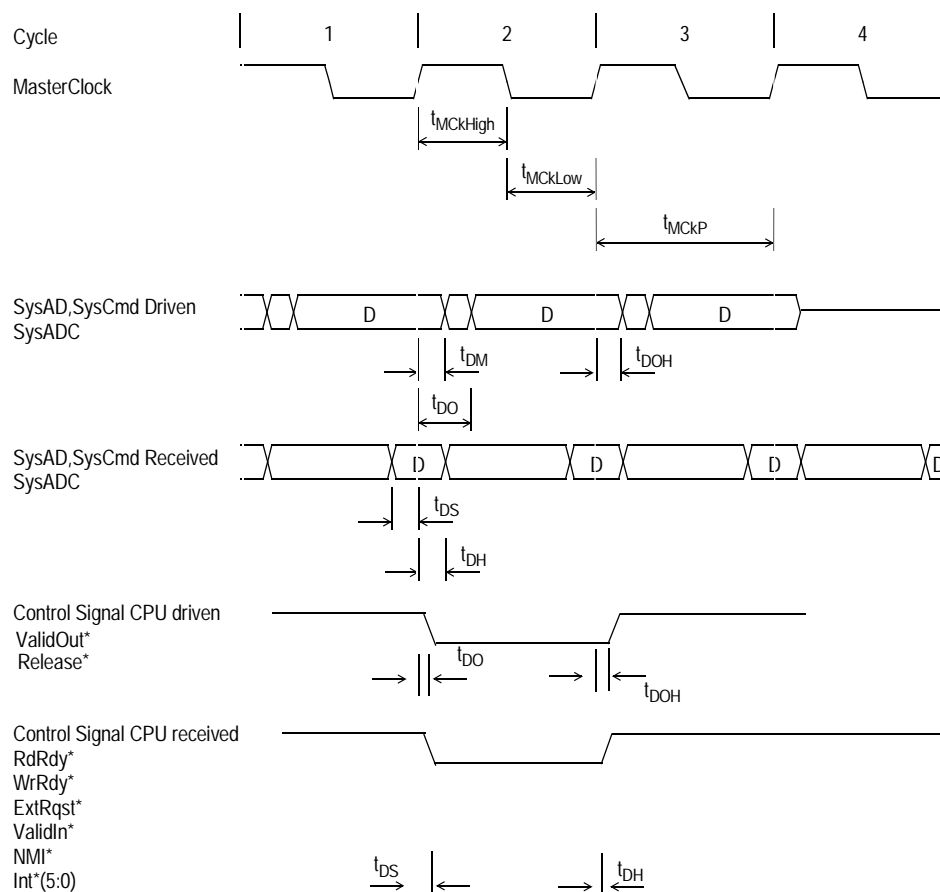 Cycle 1 2 3 4
MasterClock
tMCkHigh
tMCkLow
tMCkP
SysAD,SysCmd Driven
SysADC
D D D
tDM tDOH
tDO
SysAD,SysCmd Received
SysADC
D D D D
tDS
tDH
Control Signal CPU driven
ValidOut*
Release*
tDO
tDOH
Control Signal CPU received
RdRdy*
WrRdy*
ExtRqst*
ValidIn*
NMI*
Int*(5:0)
tDS tDH